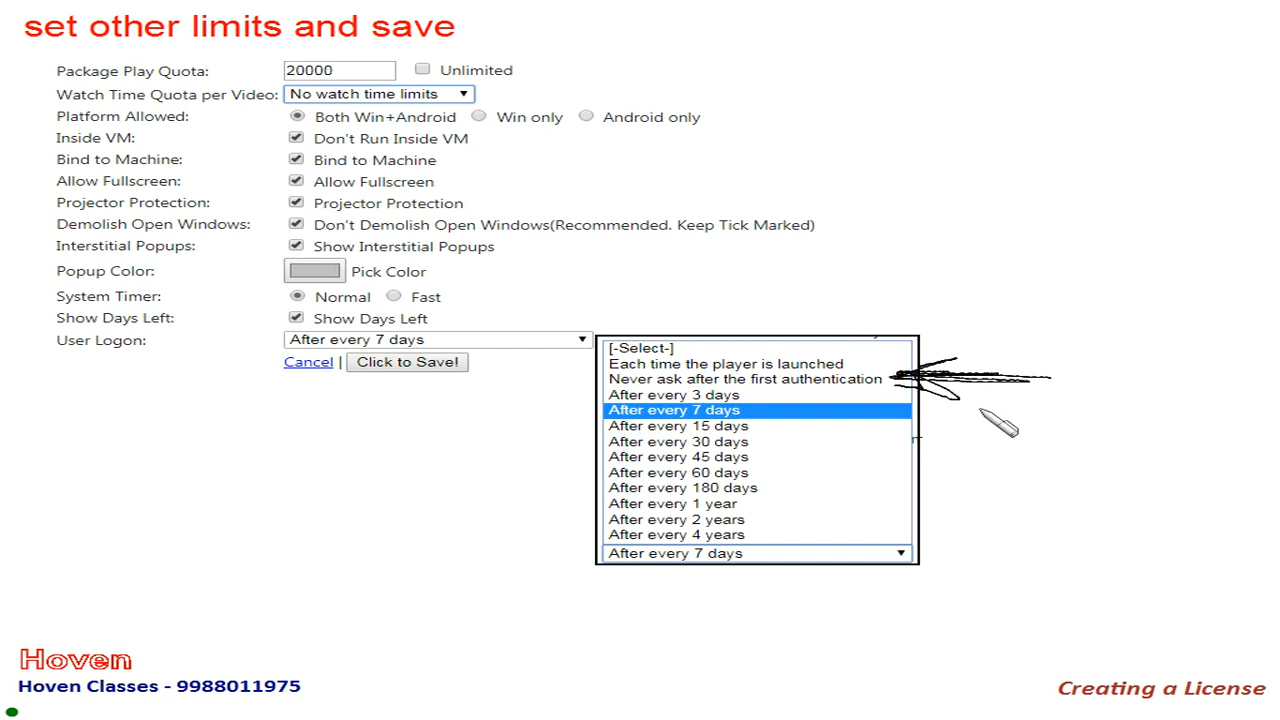 set other limits and save
Package Play Quota: 20000 Unlimited
Watch Time Quota per Video: No watch time limits
Platform Allowed: Both Win+Android Win only Android only
Inside VM: Don't Run Inside VM
Bind to Machine: Bind to Machine
Allow Fullscreen: Allow Fullscreen
Projector Protection: Projector Protection
Demolish Open Windows: Don't Demolish Open Windows(Recommended. Keep Tick Marked)
Interstitial Popups: Show Interstitial Popups
Popup Color: Pick Color
System Timer: Normal Fast
Show Days Left: Show Days Left
User Logon: After every 7 days
Cancel | Click to Save!
[-Select-]
Each time the player is launched
Never ask after the first authentication
After every 3 days
After every 7 days
After every 15 days
After every 30 days
After every 45 days
After every 60 days
After every 180 days
After every 1 year
After every 2 years
After every 4 years
After every 7 days
Hoven
Hoven Classes - 9988011975
Creating a License